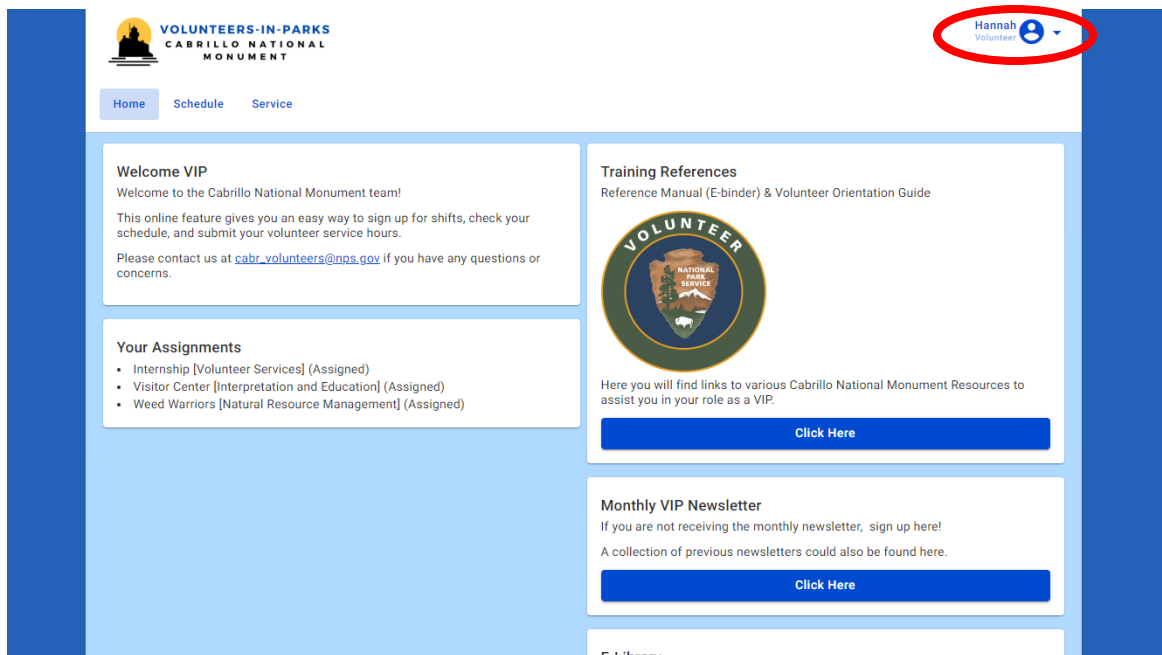 VOLUNTEERS-IN-PARKS
CABRILLO NATIONAL
MONUMENT
Hannah
Volunteer
Home
Schedule
Service
Welcome VIP
Welcome to the Cabrillo National Monument team!
This online feature gives you an easy way to sign up for shifts, check your
schedule, and submit your volunteer service hours.
Please contact us at cabr_volunteers@nps.gov if you have any questions or
concerns.
Your Assignments
• Internship [Volunteer Services] (Assigned)
• Visitor Center [Interpretation and Education] (Assigned)
• Weed Warriors [Natural Resource Management] (Assigned)
Training References
Reference Manual (E-binder) & Volunteer Orientation Guide
VOLUNTEER
NATIONAL
PARK
SERVICE
Here you will find links to various Cabrillo National Monument Resources to
assist you in your role as a VIP.
Click Here
Monthly VIP Newsletter
If you are not receiving the monthly newsletter, sign up here!
A collection of previous newsletters could also be found here.
Click Here